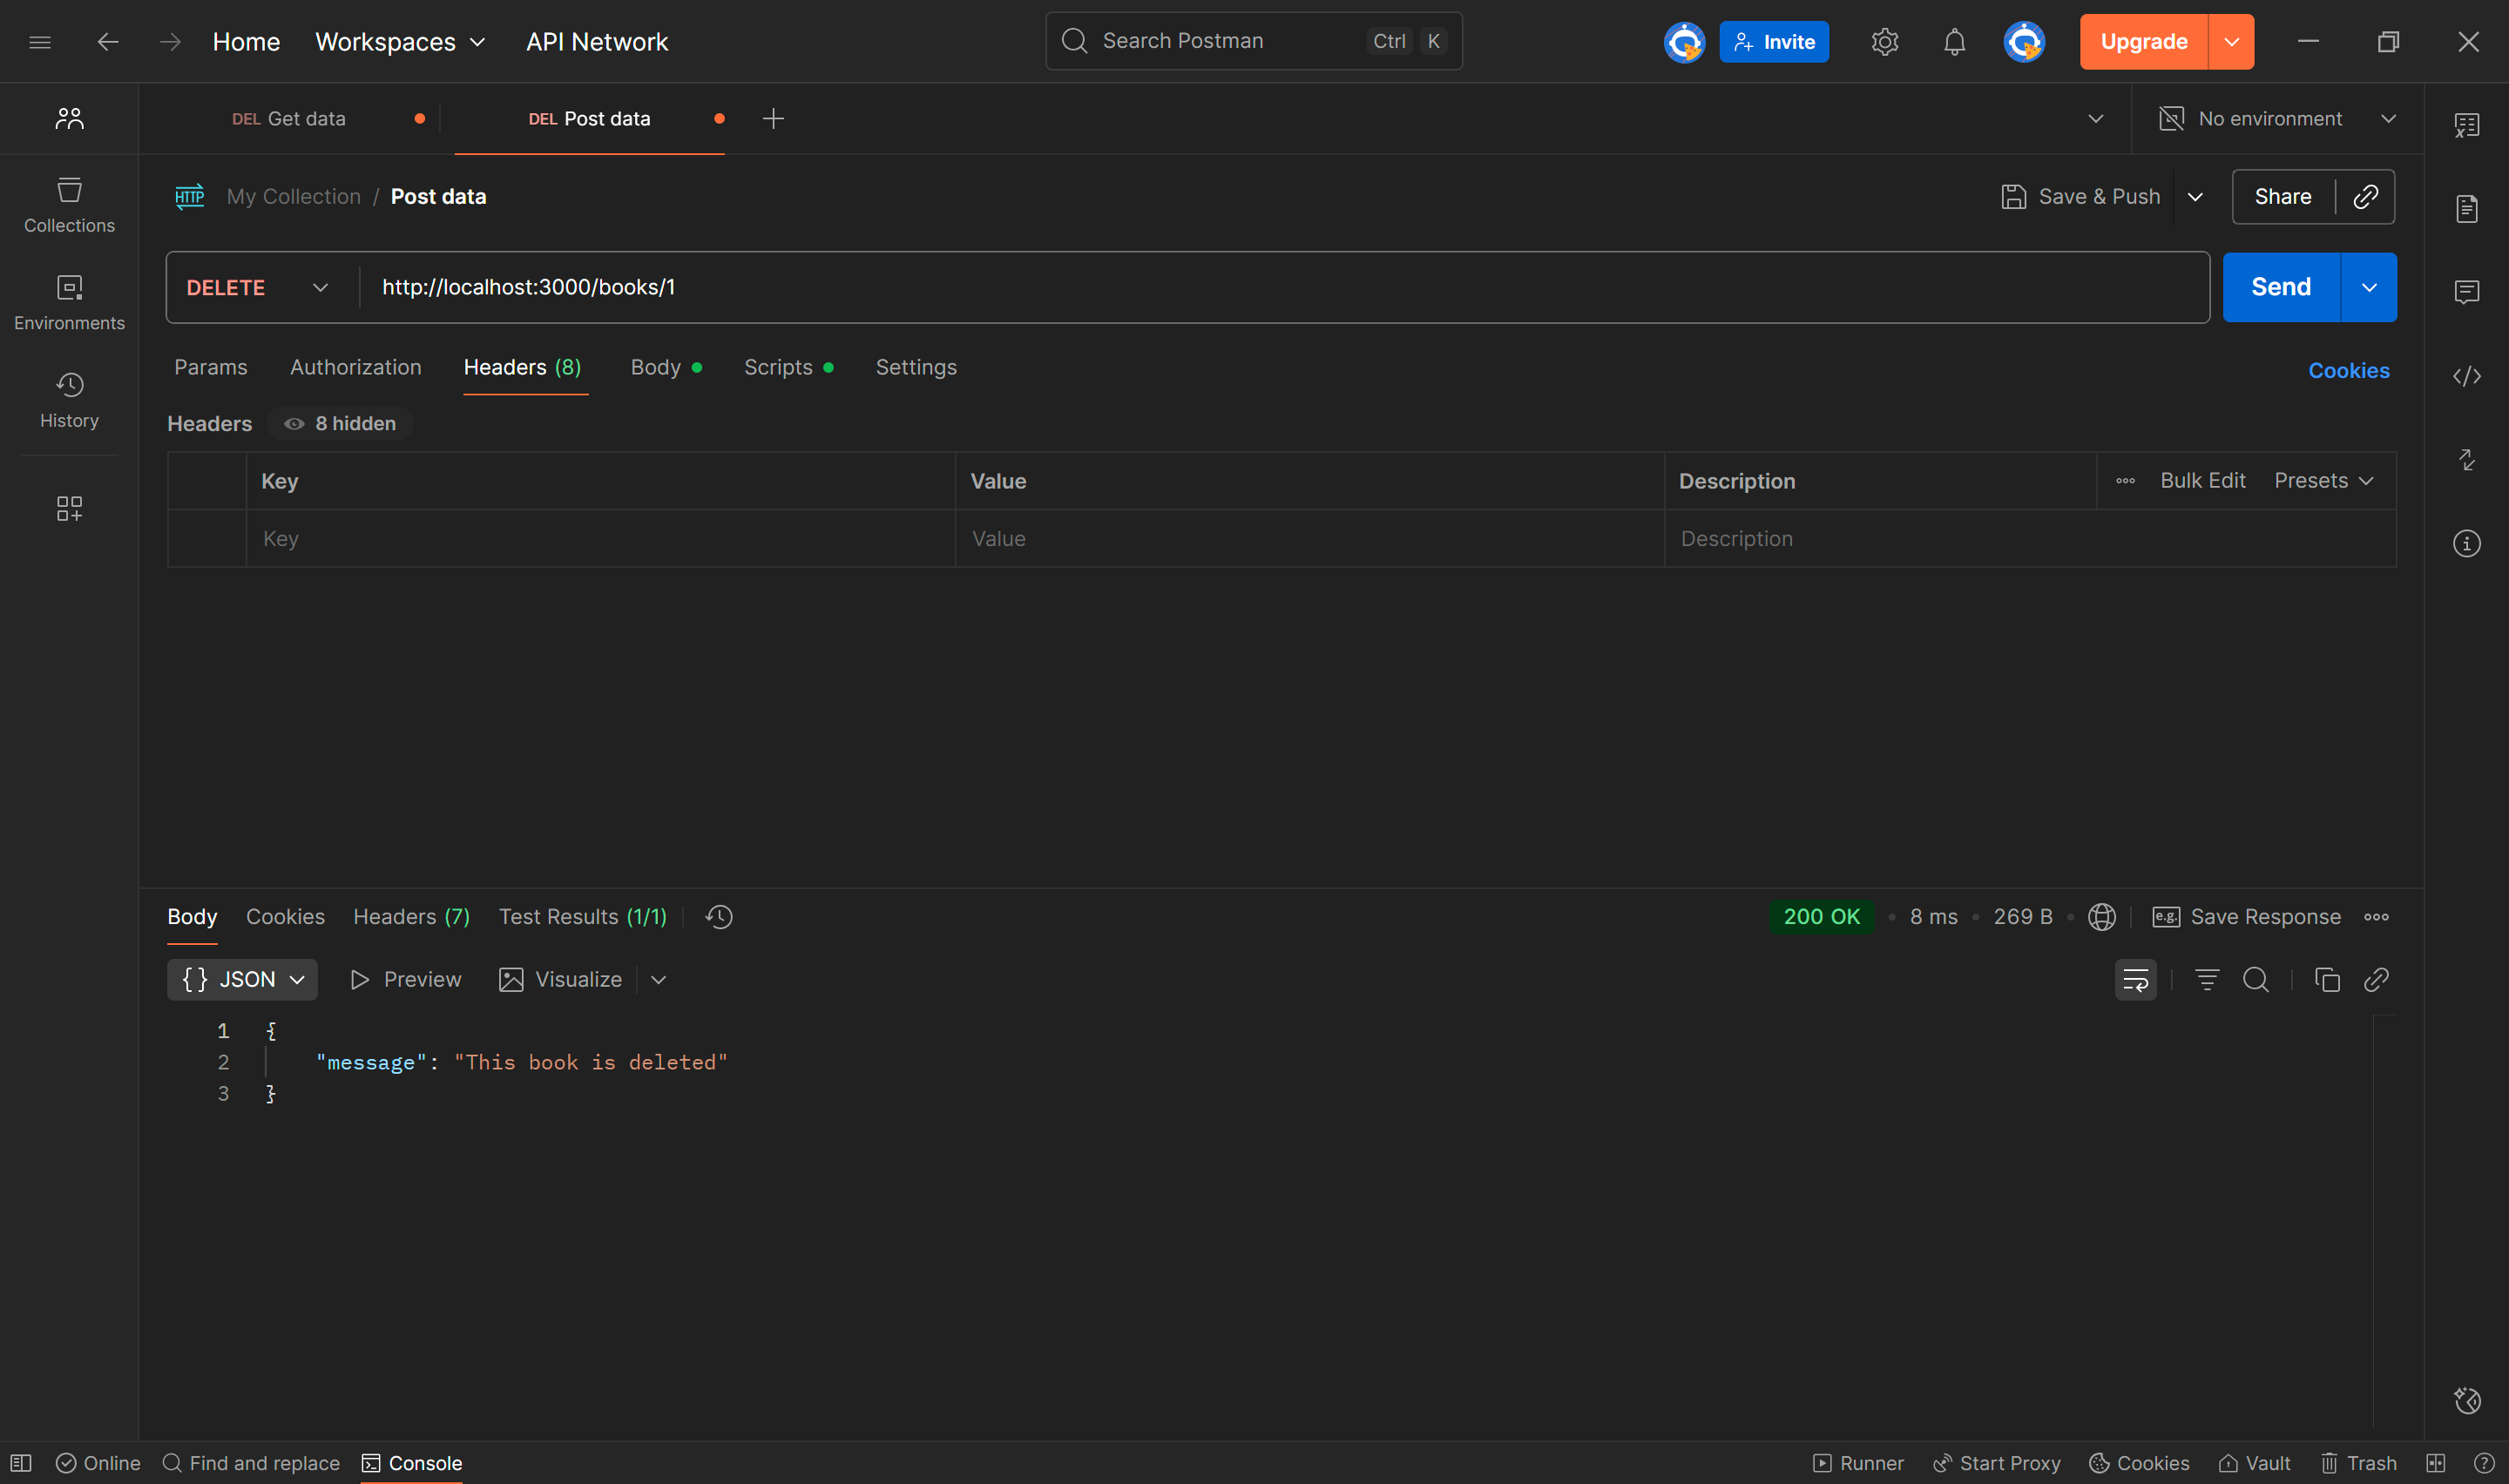 Home Workspaces API Network Search Postman Ctrl K Invite Upgrade
DEL Get data DEL Post data No environment
Collections
Environments
History
HTTP My Collection / Post data Save & Push Share
DELETE http://localhost:3000/books/1 Send
Params Authorization Headers (8) Body Scripts Settings Cookies
Headers 8 hidden
Key Value Description Bulk Edit Presets
Key Value Description
Body Cookies Headers (7) Test Results (1/1) 200 OK • 8 ms • 269 B • e.g. Save Response
{} JSON Preview Visualize
1 {
2 "message": "This book is deleted"
3 }
Online Find and replace Console Runner Start Proxy Cookies Vault Trash